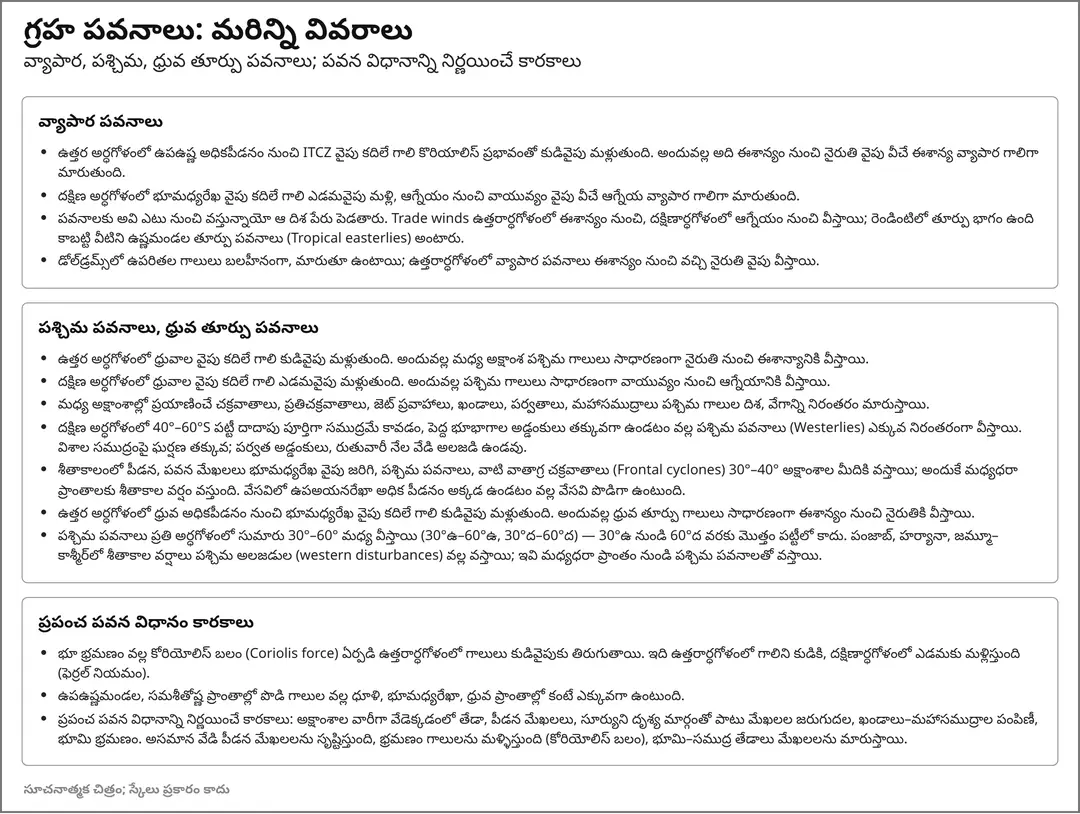 గ్రహ పవనాలు: మరిన్ని వివరాలు
వ్యాపార, పశ్చిమ, ధ్రువ తూర్పు పవనాలు; పవన విధానాన్ని నిర్ణయించే కారకాలు
వ్యాపార పవనాలు
• ఉత్తర అర్ధగోళంలో ఉపఉష్ణ అధికపీడనం నుంచి ITCZ వైపు కదిలే గాలి కొరియాలిస్ ప్రభావంతో కుడివైపు మళ్లుతుంది. అందువల్ల అది ఈశాన్యం నుంచి నైరుతి వైపు వీచే ఈశాన్య వ్యాపార గాలిగా
మారుతుంది.
• దక్షిణ అర్ధగోళంలో భూమధ్యరేఖ వైపు కదిలే గాలి ఎడమవైపు మళ్లి, ఆగ్నేయం నుంచి వాయువ్యం వైపు వీచే ఆగ్నేయ వ్యాపార గాలిగా మారుతుంది.
• పవనాలకు అవి ఎటు నుంచి వస్తున్నాయో ఆ దిశ పేరు పెడతారు. Trade winds ఉత్తరార్ధగోళంలో ఈశాన్యం నుంచి, దక్షిణార్ధగోళంలో ఆగ్నేయం నుంచి వీస్తాయి; రెండింటిలో తూర్పు భాగం ఉంది
కాబట్టి వీటిని ఉష్ణమండల తూర్పు పవనాలు (Tropical easterlies) అంటారు.
• డోల్‌డ్రమ్స్‌లో ఉపరితల గాలులు బలహీనంగా, మారుతూ ఉంటాయి; ఉత్తరార్ధగోళంలో వ్యాపార పవనాలు ఈశాన్యం నుంచి వచ్చి నైరుతి వైపు వీస్తాయి.
పశ్చిమ పవనాలు, ధ్రువ తూర్పు పవనాలు
• ఉత్తర అర్ధగోళంలో ధ్రువాల వైపు కదిలే గాలి కుడివైపు మళ్లుతుంది. అందువల్ల మధ్య అక్షాంశ పశ్చిమ గాలులు సాధారణంగా నైరుతి నుంచి ఈశాన్యానికి వీస్తాయి.
• దక్షిణ అర్ధగోళంలో ధ్రువాల వైపు కదిలే గాలి ఎడమవైపు మళ్లుతుంది. అందువల్ల పశ్చిమ గాలులు సాధారణంగా వాయువ్యం నుంచి ఆగ్నేయానికి వీస్తాయి.
• మధ్య అక్షాంశాల్లో ప్రయాణించే చక్రవాతాలు, ప్రతిచక్రవాతాలు, జెట్ ప్రవాహాలు, ఖండాలు, పర్వతాలు, మహాసముద్రాలు పశ్చిమ గాలుల దిశ, వేగాన్ని నిరంతరం మారుస్తాయి.
• దక్షిణ అర్ధగోళంలో 40°–60°S పట్టీ దాదాపు పూర్తిగా సముద్రమే కావడం, పెద్ద భూభాగాల అడ్డంకులు తక్కువగా ఉండటం వల్ల పశ్చిమ పవనాలు (Westerlies) ఎక్కువ నిరంతరంగా వీస్తాయి.
విశాల సముద్రంపై ఘర్షణ తక్కువ; పర్వత అడ్డంకులు, రుతువారీ నేల వేడి అలజడి ఉండవు.
• శీతాకాలంలో పీడన, పవన మేఖలలు భూమధ్యరేఖ వైపు జరిగి, పశ్చిమ పవనాలు, వాటి వాతాగ్ర చక్రవాతాలు (Frontal cyclones) 30°–40° అక్షాంశాల మీదికి వస్తాయి; అందుకే మధ్యధరా
ప్రాంతాలకు శీతాకాల వర్షం వస్తుంది. వేసవిలో ఉపఅయనరేఖా అధిక పీడనం అక్కడ ఉండటం వల్ల వేసవి పొడిగా ఉంటుంది.
• ఉత్తర అర్ధగోళంలో ధ్రువ అధికపీడనం నుంచి భూమధ్యరేఖ వైపు కదిలే గాలి కుడివైపు మళ్లుతుంది. అందువల్ల ధ్రువ తూర్పు గాలులు సాధారణంగా ఈశాన్యం నుంచి నైరుతికి వీస్తాయి.
• పశ్చిమ పవనాలు ప్రతి అర్ధగోళంలో సుమారు 30°–60° మధ్య వీస్తాయి (30°ఉ–60°ఉ, 30°ద–60°ద) — 30°ఉ నుండి 60°ద వరకు మొత్తం పట్టీలో కాదు. పంజాబ్, హర్యానా, జమ్మూ–
కాశ్మీర్‌లో శీతాకాల వర్షాలు పశ్చిమ అలజడుల (western disturbances) వల్ల వస్తాయి; ఇవి మధ్యధరా ప్రాంతం నుండి పశ్చిమ పవనాలతో వస్తాయి.
ప్రపంచ పవన విధానం కారకాలు
• భూ భ్రమణం వల్ల కోరియోలిస్ బలం (Coriolis force) ఏర్పడి ఉత్తరార్ధగోళంలో గాలులు కుడివైపుకు తిరుగుతాయి. ఇది ఉత్తరార్ధగోళంలో గాలిని కుడికి, దక్షిణార్ధగోళంలో ఎడమకు మళ్లిస్తుంది
(ఫెర్రల్ నియమం).
• ఉపఉష్ణమండల, సమశీతోష్ణ ప్రాంతాల్లో పొడి గాలుల వల్ల ధూళి, భూమధ్యరేఖా, ధ్రువ ప్రాంతాల్లో కంటే ఎక్కువగా ఉంటుంది.
• ప్రపంచ పవన విధానాన్ని నిర్ణయించే కారకాలు: అక్షాంశాల వారీగా వేడెక్కడంలో తేడా, పీడన మేఖలలు, సూర్యుని దృశ్య మార్గంతో పాటు మేఖలల జరుగుదల, ఖండాలు–మహాసముద్రాల పంపిణీ,
భూమి భ్రమణం. అసమాన వేడి పీడన మేఖలలను సృష్టిస్తుంది, భ్రమణం గాలులను మళ్ళిస్తుంది (కోరియోలిస్ బలం), భూమి–సముద్ర తేడాలు మేఖలలను మారుస్తాయి.
సూచనాత్మక చిత్రం; స్కేలు ప్రకారం కాదు